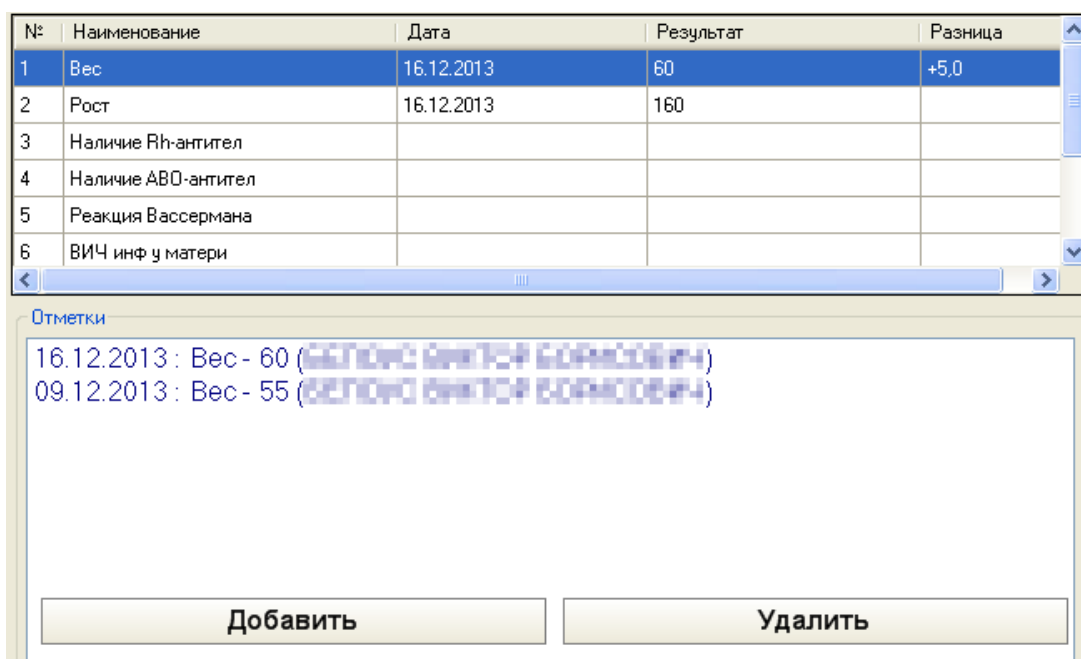 № Наименование Дата Результат Разница
1 Вес 16.12.2013 60 +5,0
2 Рост 16.12.2013 160
3 Наличие Rh-антител
4 Наличие АВО-антител
5 Реакция Вассермана
6 ВИЧ инф у матери
Отметки
16.12.2013 : Вес - 60 ( )
09.12.2013 : Вес - 55 ( )
Добавить Удалить